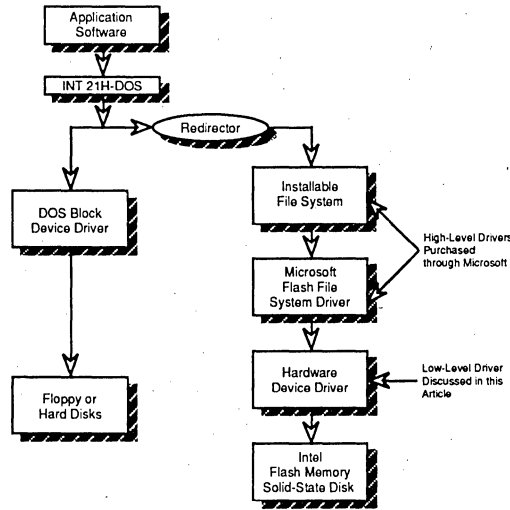 Application
Software
INT 21H-DOS
Redirector
DOS Block
Device Driver
Floppy or
Hard Disks
Installable
File System
Microsoft
Flash File
System Driver
Hardware
Device Driver
Intel
Flash Memory
Solid-State Disk
High-Level Drivers
Purchased
through Microsoft
Low-Level Driver
Discussed in this
Article